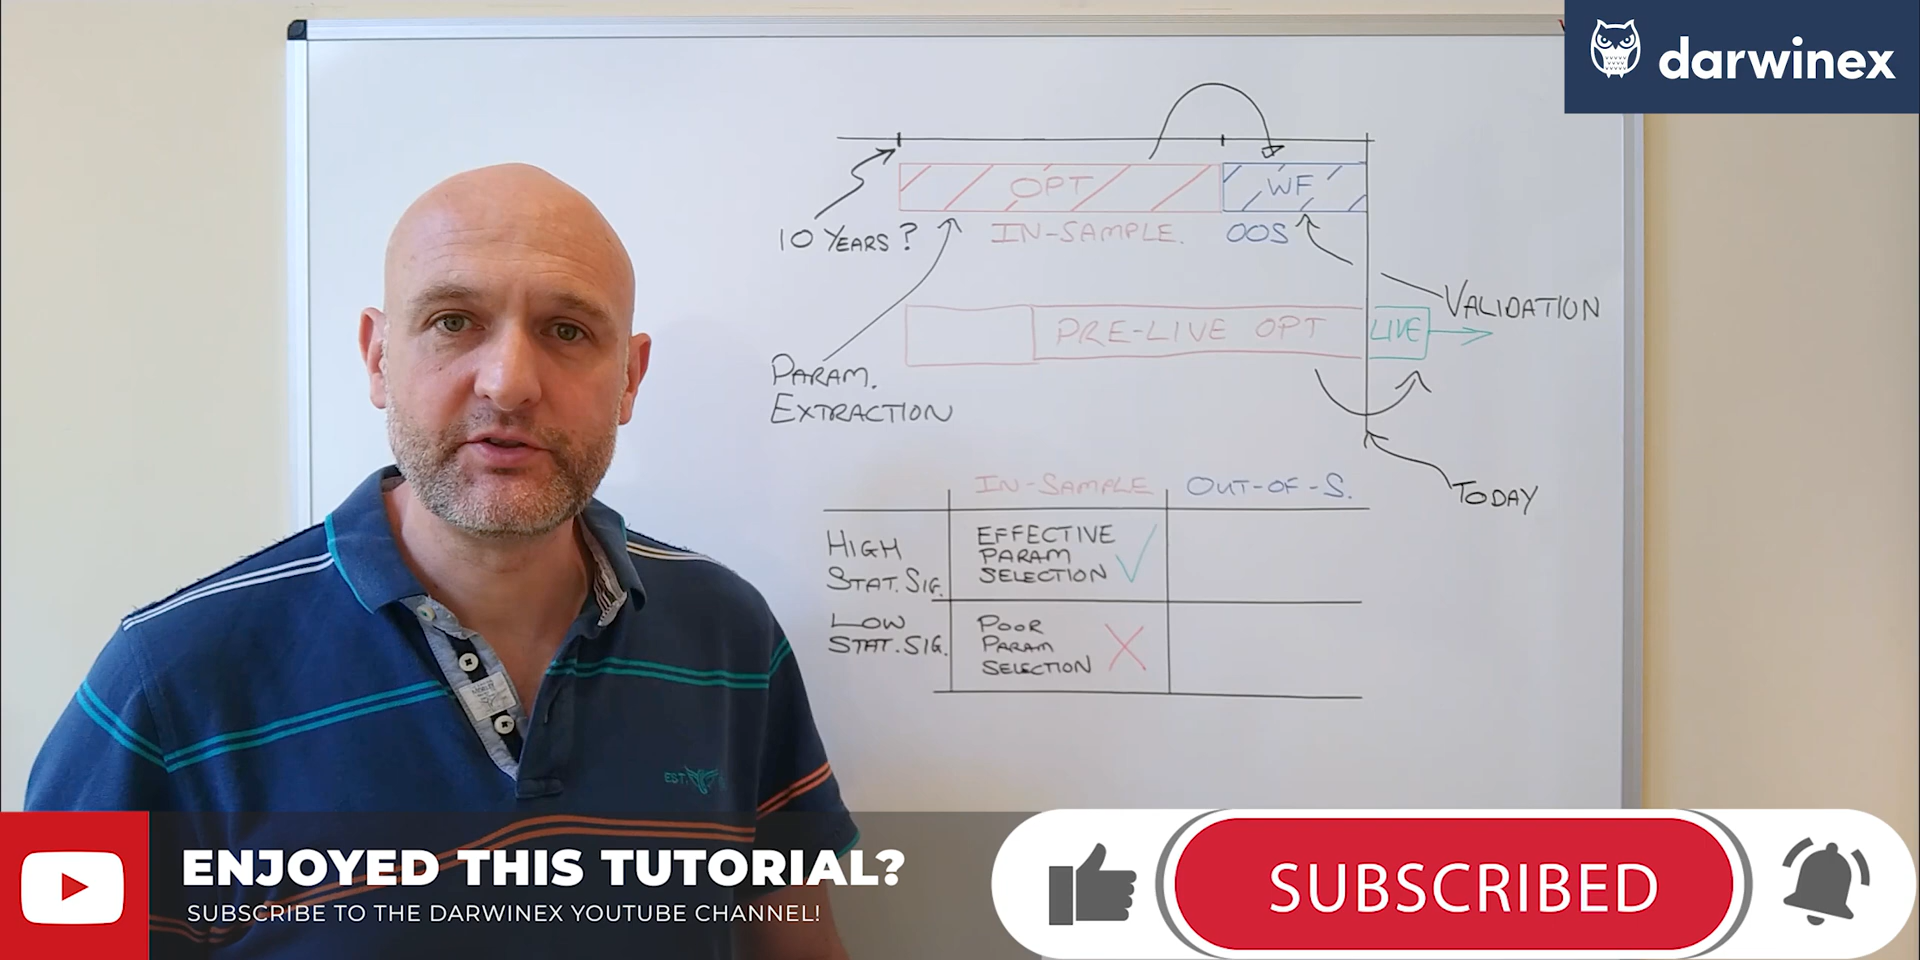 darwinex
OPT
WF
10 YEARS?
IN-SAMPLE.
OOS
VALIDATION
PRE-LIVE OPT
LIVE
PARAM.
EXTRACTION
TODAY
IN-SAMPLE
OUT-OF-S.
HIGH
STAT.SIG.
EFFECTIVE
PARAM
SELECTION
LOW
STAT.SIG.
POOR
PARAM
SELECTION
EST.
ENJOYED THIS TUTORIAL?
SUBSCRIBE TO THE DARWINEX YOUTUBE CHANNEL!
SUBSCRIBED